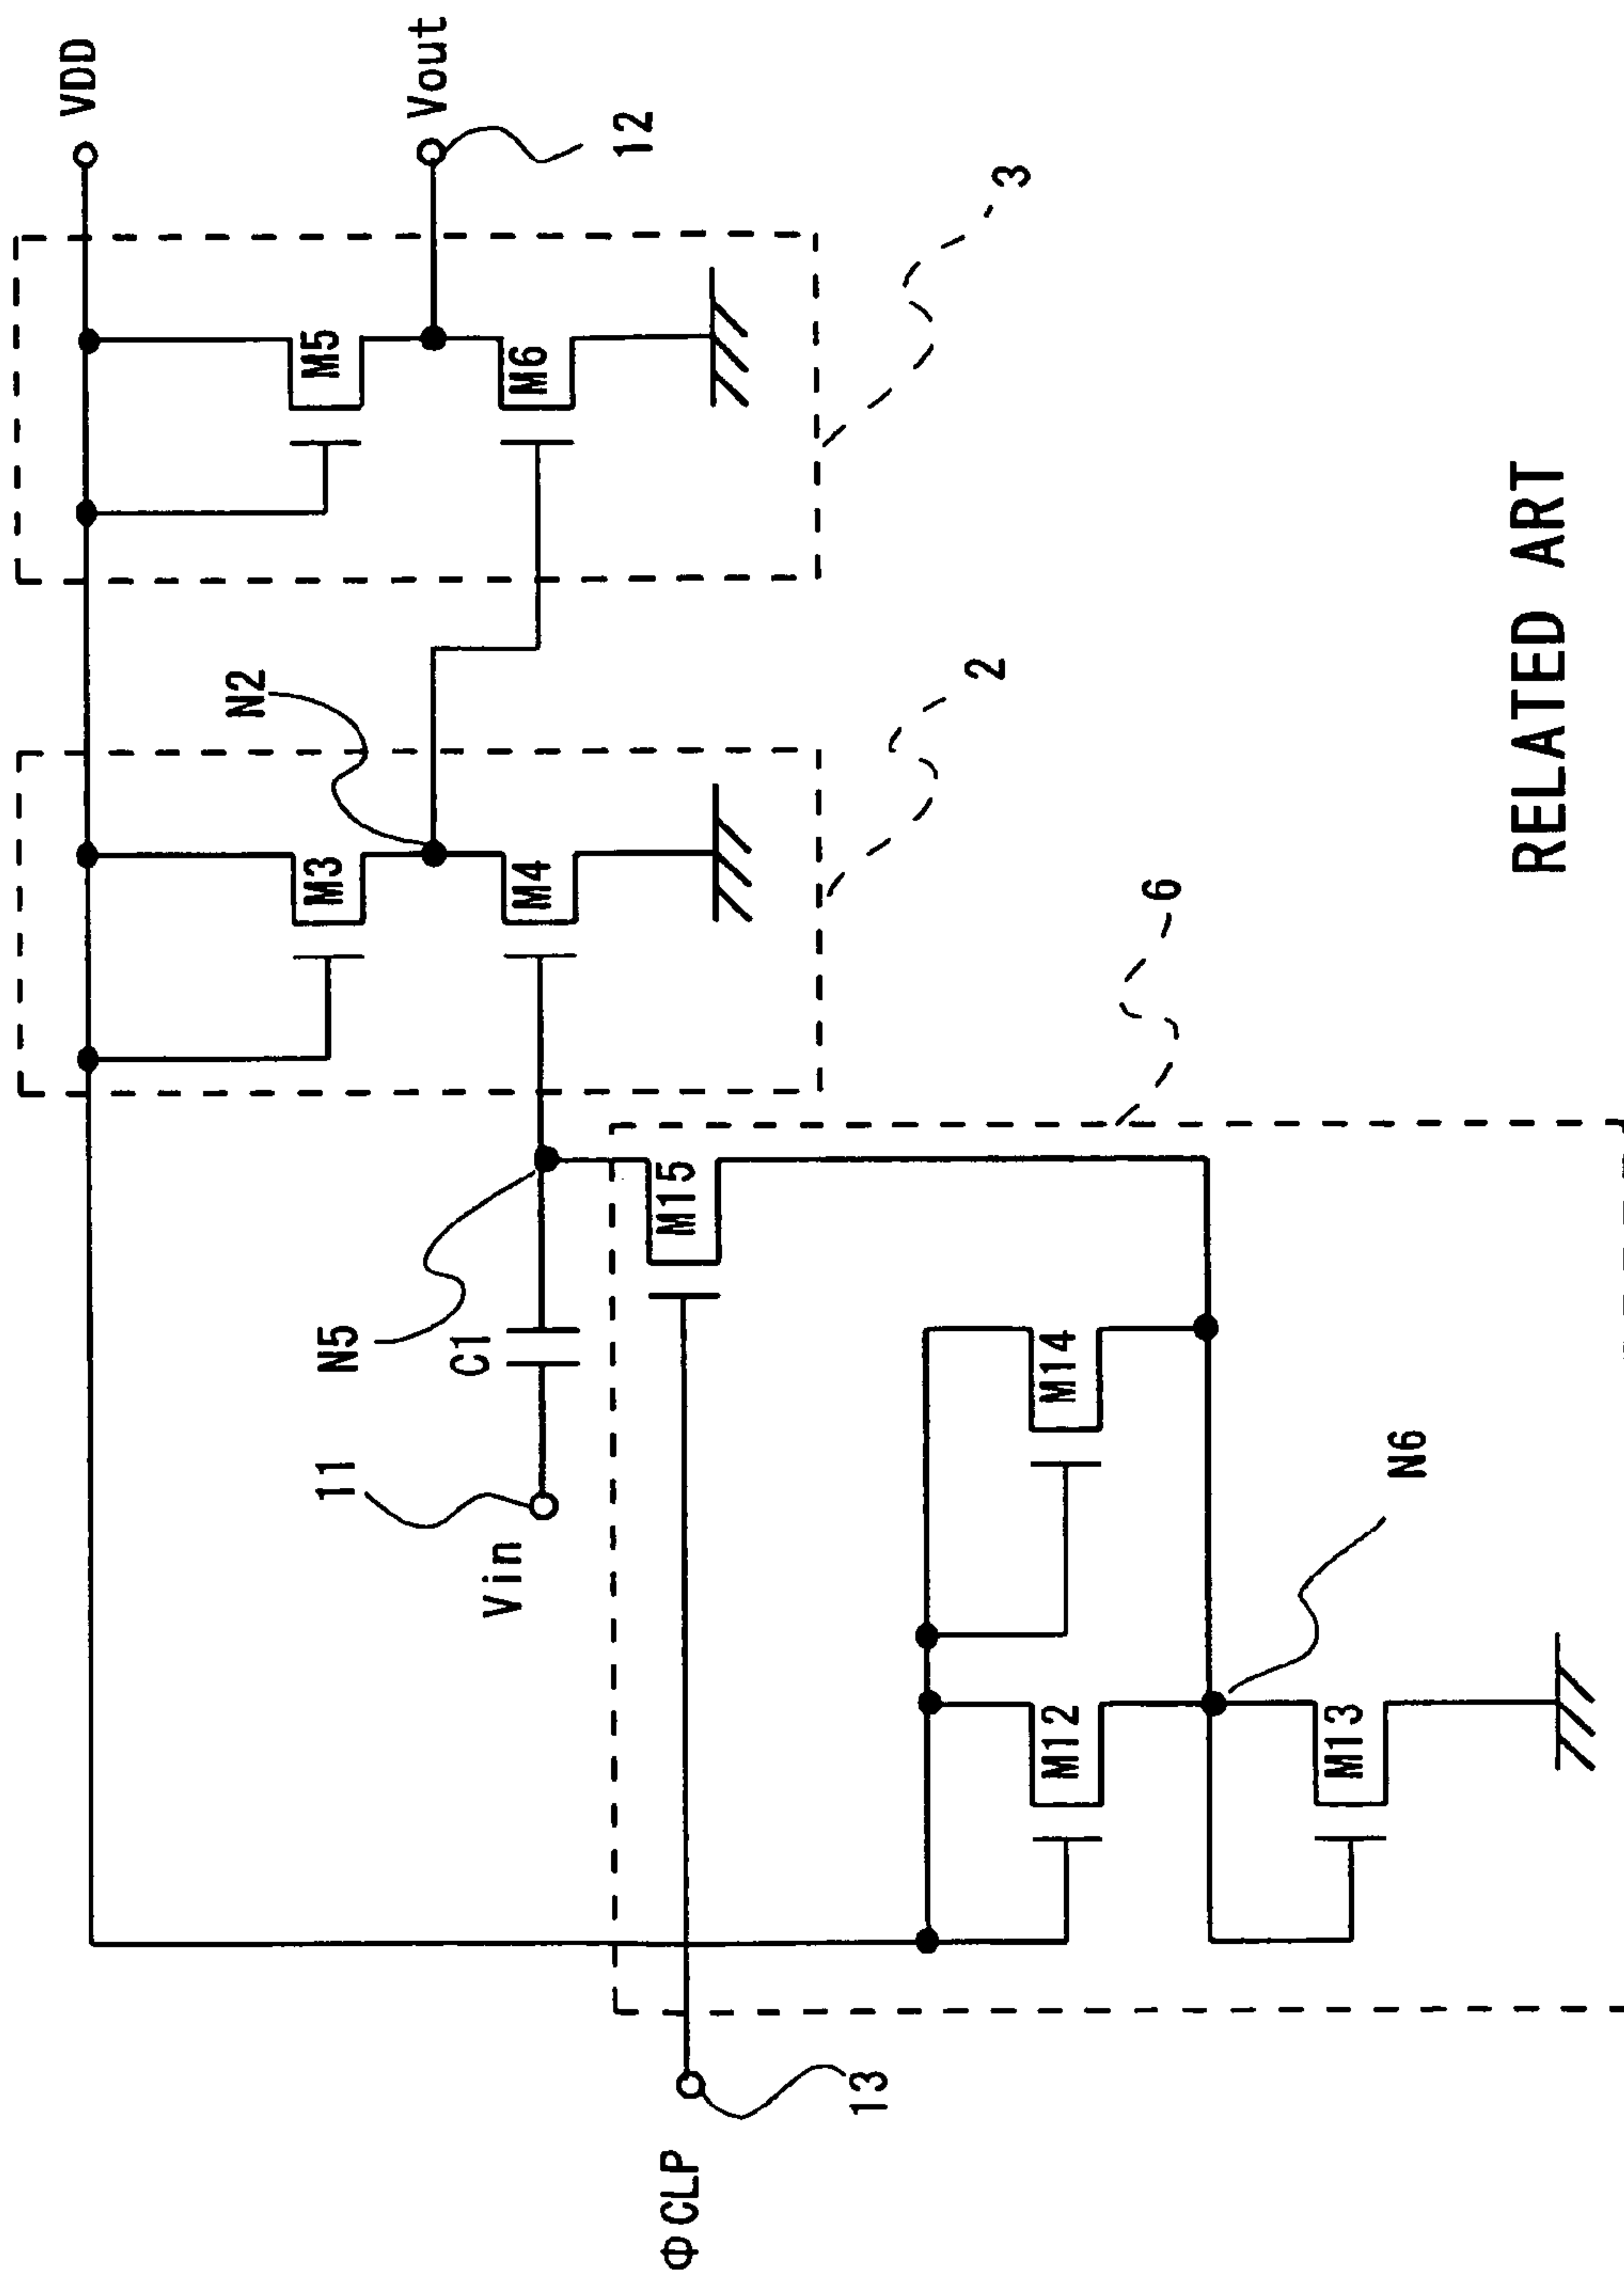 VDD
Vout
12
3
M5
M6
N2
2
M3
M4
N5
C1
11
Vin
6
M15
M14
M12
M13
N6
ΦCLP
13
RELATED ART